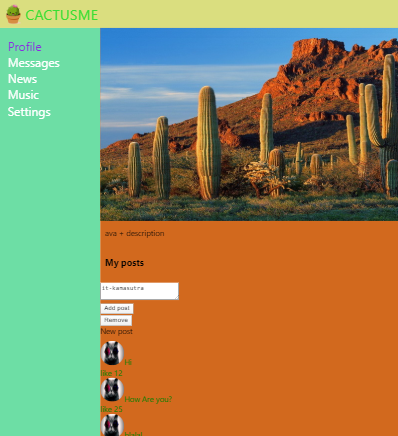 CACTUSME
Profile
Messages
News
Music
Settings
ava + description
My posts
it-kamasutra
Add post
Remove
New post
Hi
like 12
How Are you?
like 25